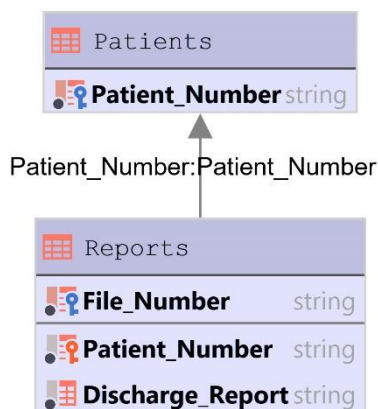 Patients
Patient_Number string
Patient_Number:Patient_Number
Reports
File_Number string
Patient_Number string
Discharge_Report string